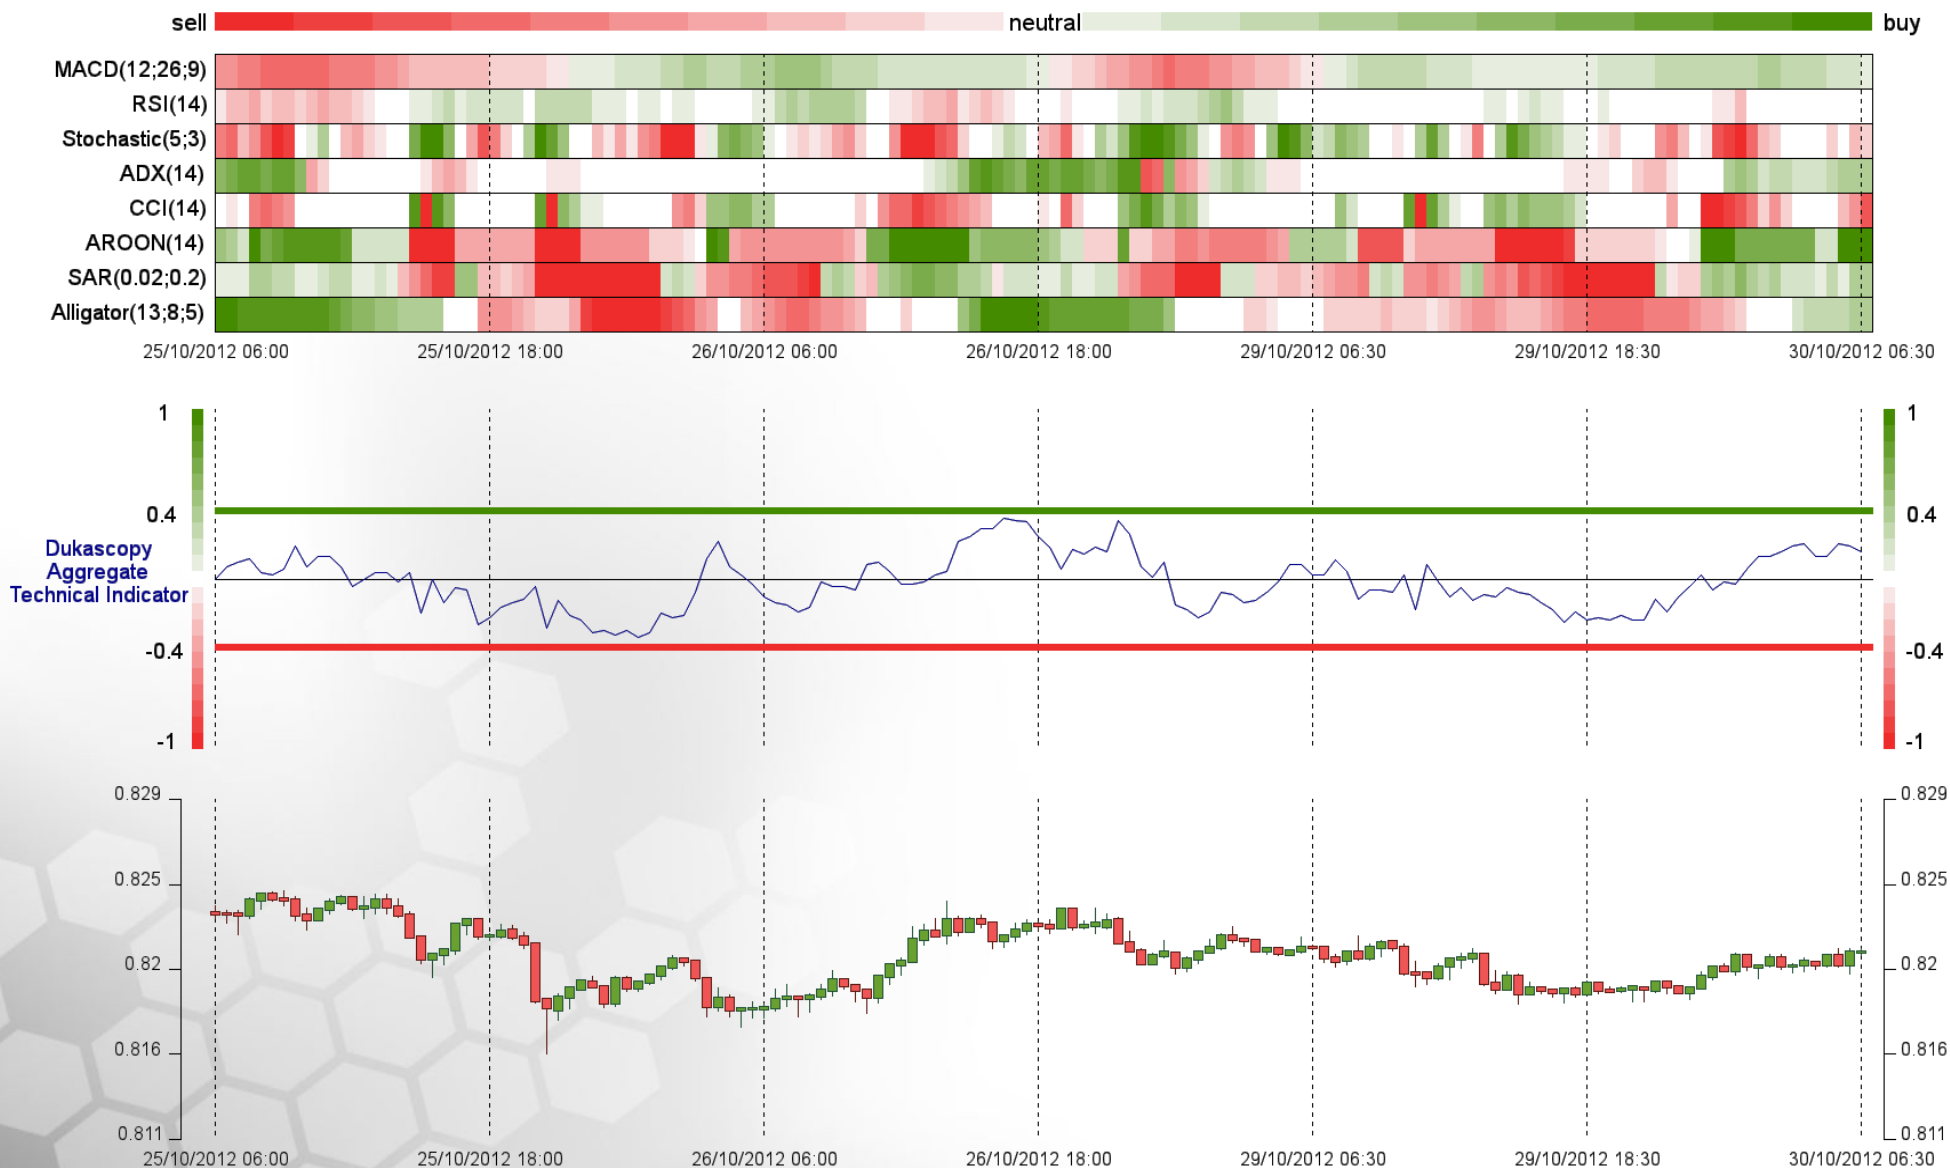 sell neutral buy
MACD(12;26;9)
RSI(14)
Stochastic(5;3)
ADX(14)
CCI(14)
AROON(14)
SAR(0.02;0.2)
Alligator(13;8;5)
25/10/2012 06:00 25/10/2012 18:00 26/10/2012 06:00 26/10/2012 18:00 29/10/2012 06:30 29/10/2012 18:30 30/10/2012 06:30
1 1
0.4 0.4
Dukascopy
Aggregate
Technical Indicator
-0.4 -0.4
-1 -1
0.829 0.829
0.825 0.825
0.82 0.82
0.816 0.816
0.811 0.811
25/10/2012 06:00 25/10/2012 18:00 26/10/2012 06:00 26/10/2012 18:00 29/10/2012 06:30 29/10/2012 18:30 30/10/2012 06:30